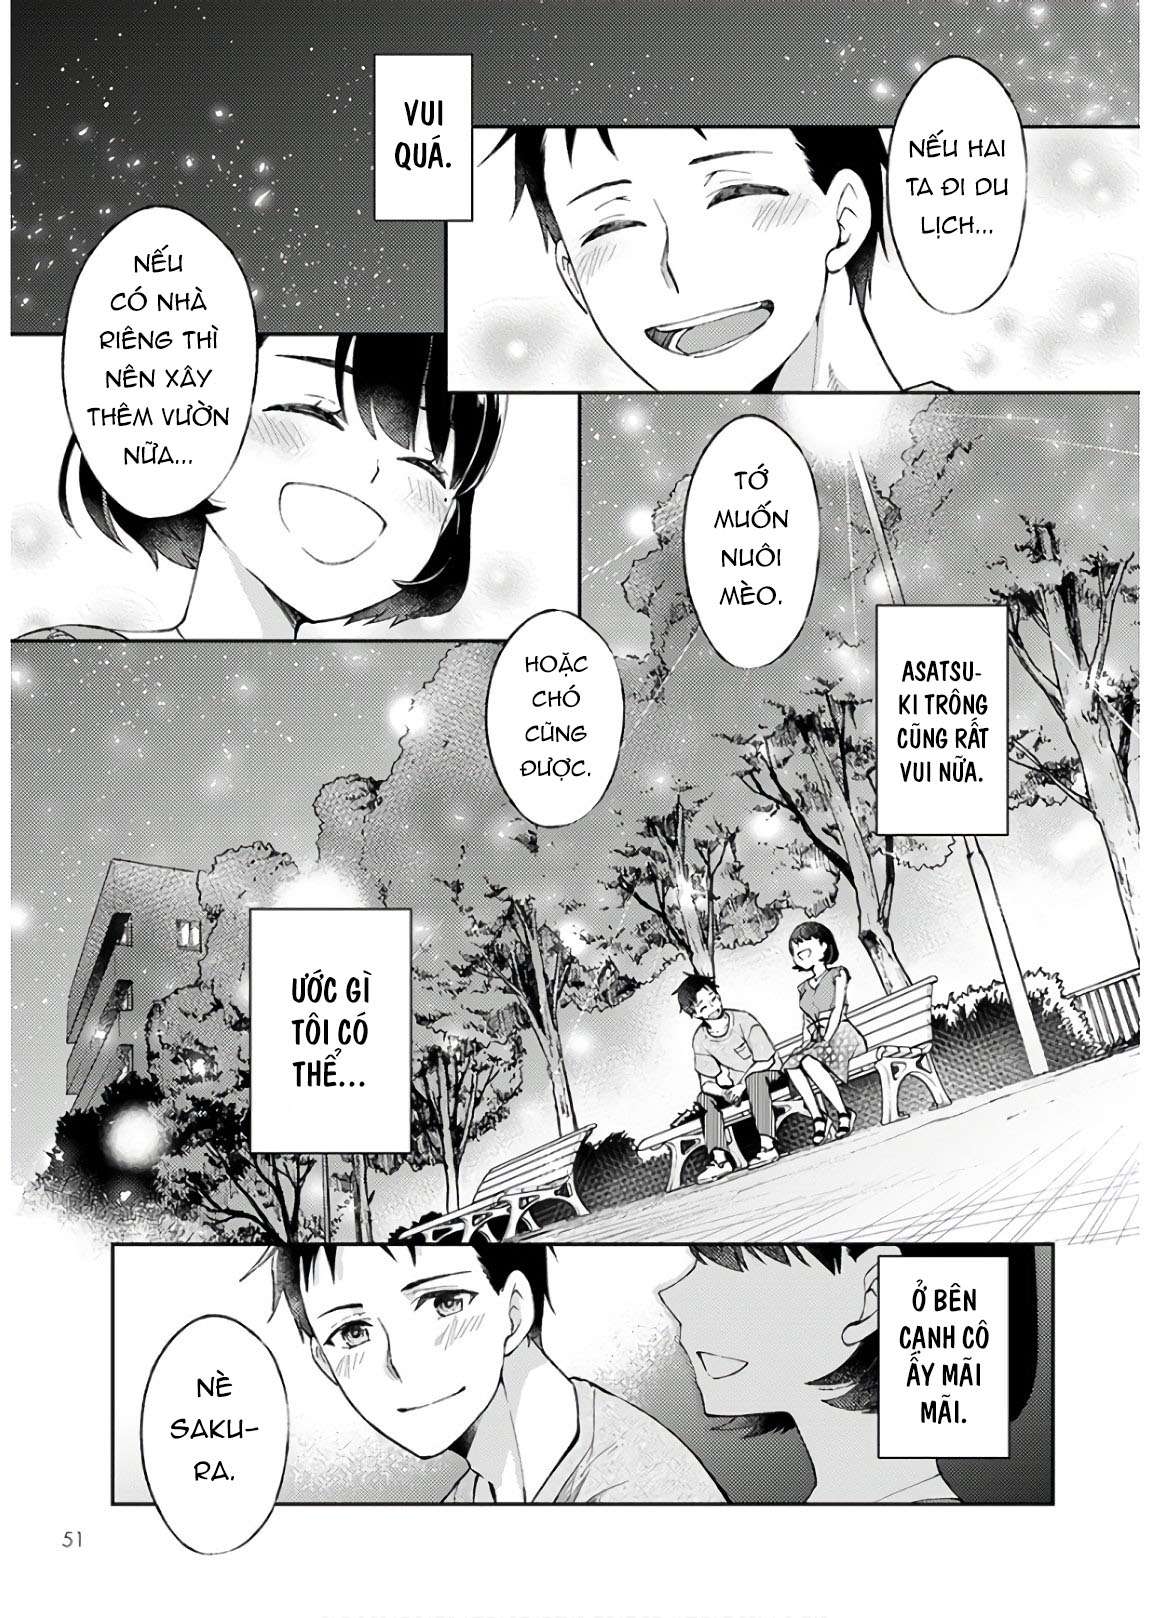 NẾU HAI
TA ĐI DU
LỊCH...
VUI
QUÁ.
NẾU
CÓ NHÀ
RIÊNG THÌ
NÊN XÂY
THÊM VƯỜN
NỮA...
TỚ
MUỐN
NUÔI
MÈO.
HOẶC
CHÓ
CŨNG
ĐƯỢC.
ASATSU-
KI TRÔNG
CŨNG RẤT
VUI NỮA.
ƯỚC GÌ
TÔI CÓ
THỂ...
Ở BÊN
CẠNH CÔ
ẤY MÃI
MÃI.
NÈ
SAKU-
RA.
51